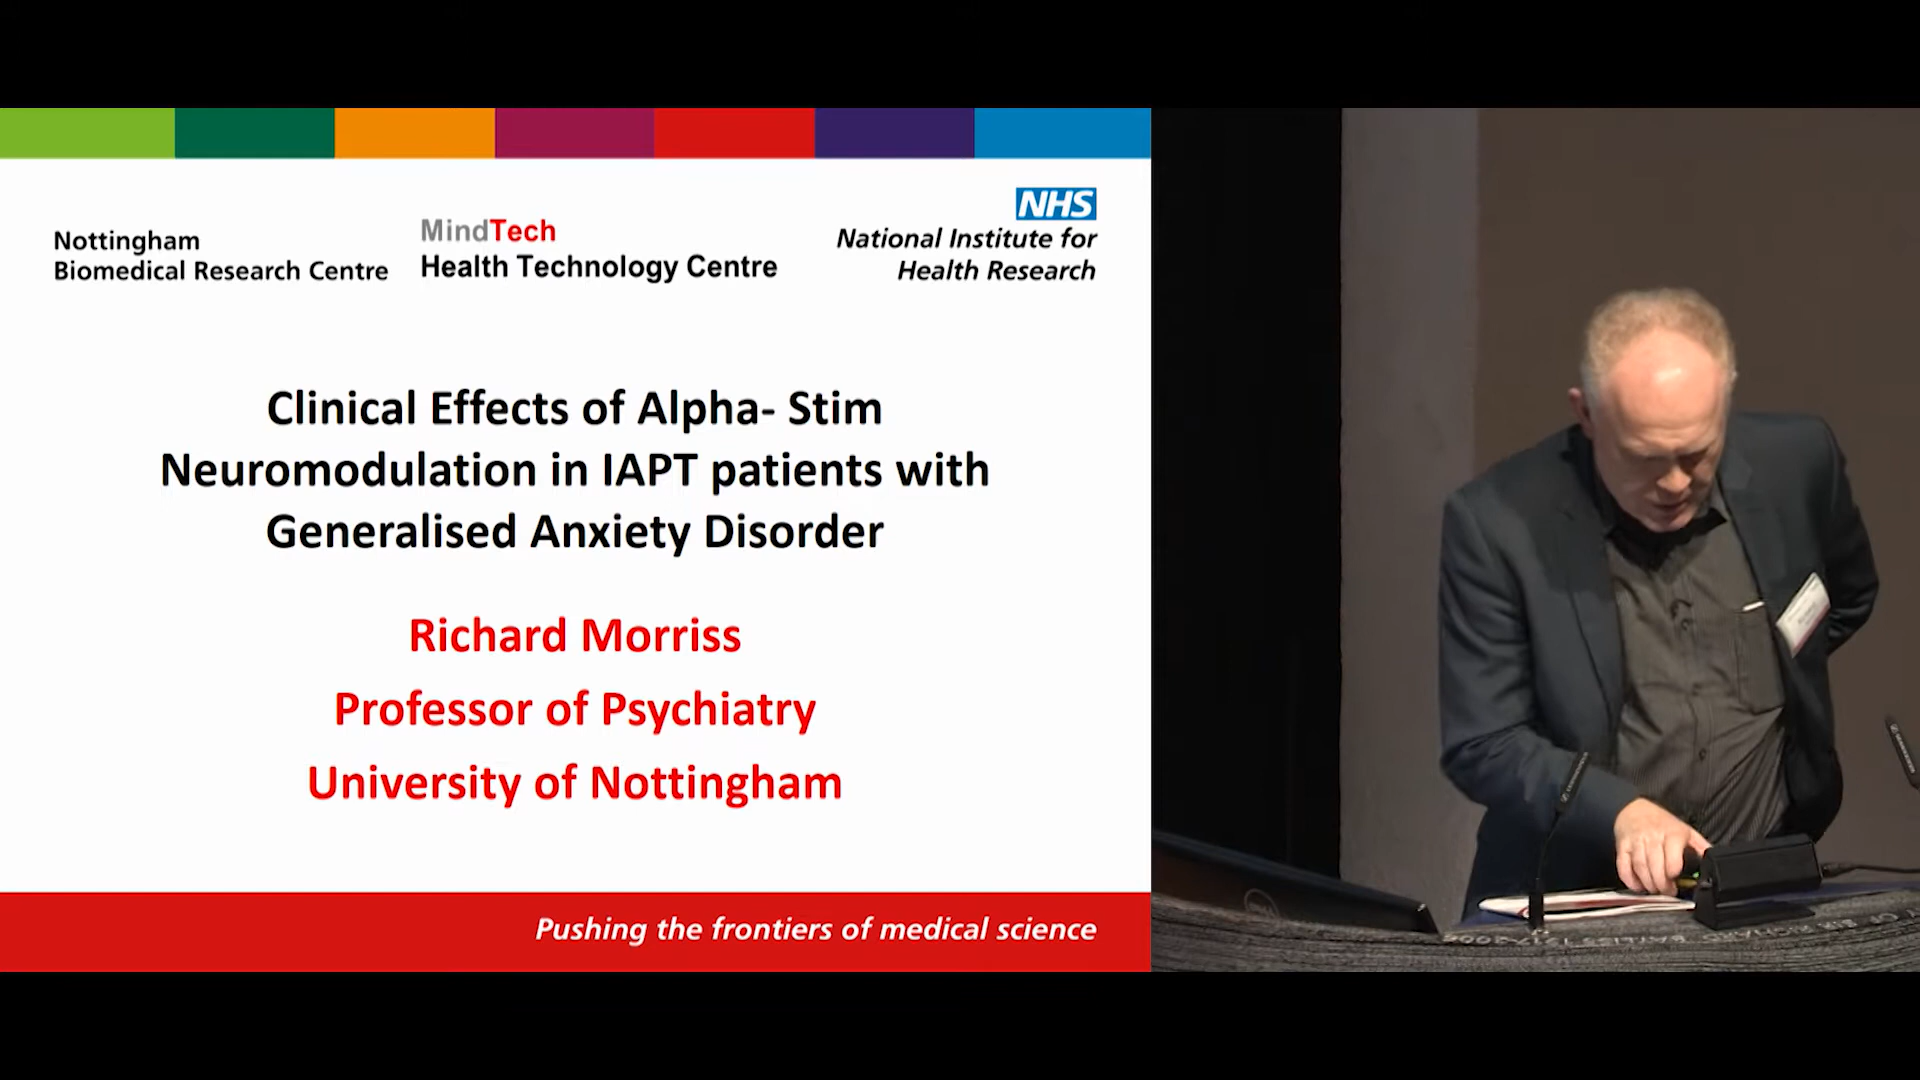 Nottingham
Biomedical Research Centre
MindTech
Health Technology Centre
NHS
National Institute for
Health Research
Clinical Effects of Alpha- Stim
Neuromodulation in IAPT patients with
Generalised Anxiety Disorder
Richard Morriss
Professor of Psychiatry
University of Nottingham
Pushing the frontiers of medical science